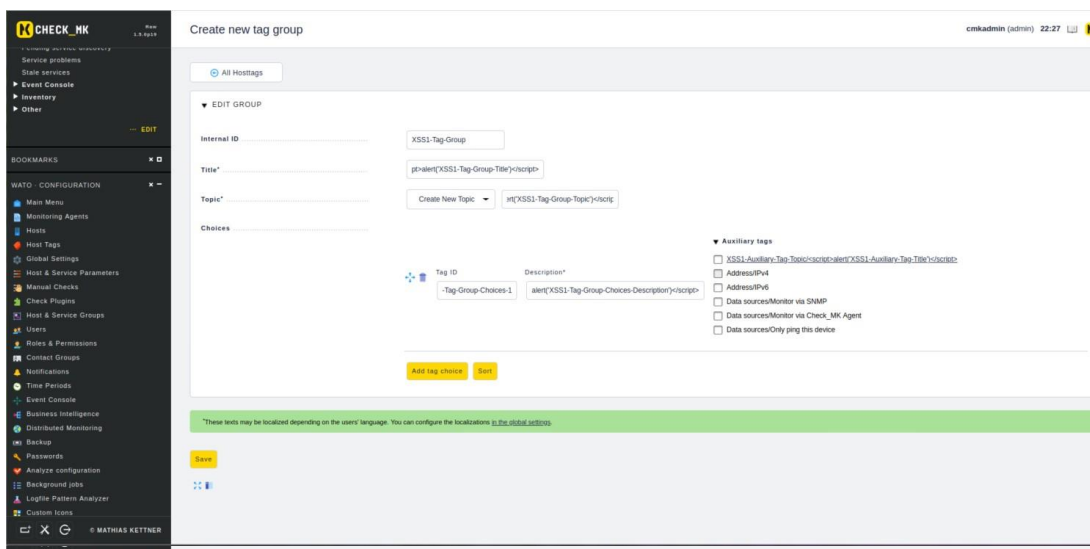 CHECK_MK
Raw
1.5.0p19
Create new tag group
cmkadmin (admin) 22:27
Pending service discovery
Service problems
Stale services
Event Console
Inventory
Other
EDIT
BOOKMARKS
WATO · CONFIGURATION
Main Menu
Monitoring Agents
Hosts
Host Tags
Global Settings
Host & Service Parameters
Manual Checks
Check Plugins
Host & Service Groups
Users
Roles & Permissions
Contact Groups
Notifications
Time Periods
Event Console
Business Intelligence
Distributed Monitoring
Backup
Passwords
Analyze configuration
Background jobs
Logfile Pattern Analyzer
Custom Icons
© MATHIAS KETTNER
All Hosttags
EDIT GROUP
Internal ID
XSS1-Tag-Group
Title*
pt>alert('XSS1-Tag-Group-Title')</script>
Topic*
Create New Topic
ert('XSS1-Tag-Group-Topic')</scrip
Choices
Tag ID
Description*
-Tag-Group-Choices-1
alert('XSS1-Tag-Group-Choices-Description')</script>
Auxiliary tags
XSS1-Auxiliary-Tag-Topic/<script>alert('XSS1-Auxiliary-Tag-Title')</script>
Address/IPv4
Address/IPv6
Data sources/Monitor via SNMP
Data sources/Monitor via Check_MK Agent
Data sources/Only ping this device
Add tag choice
Sort
*These texts may be localized depending on the users' language. You can configure the localizations in the global settings.
Save